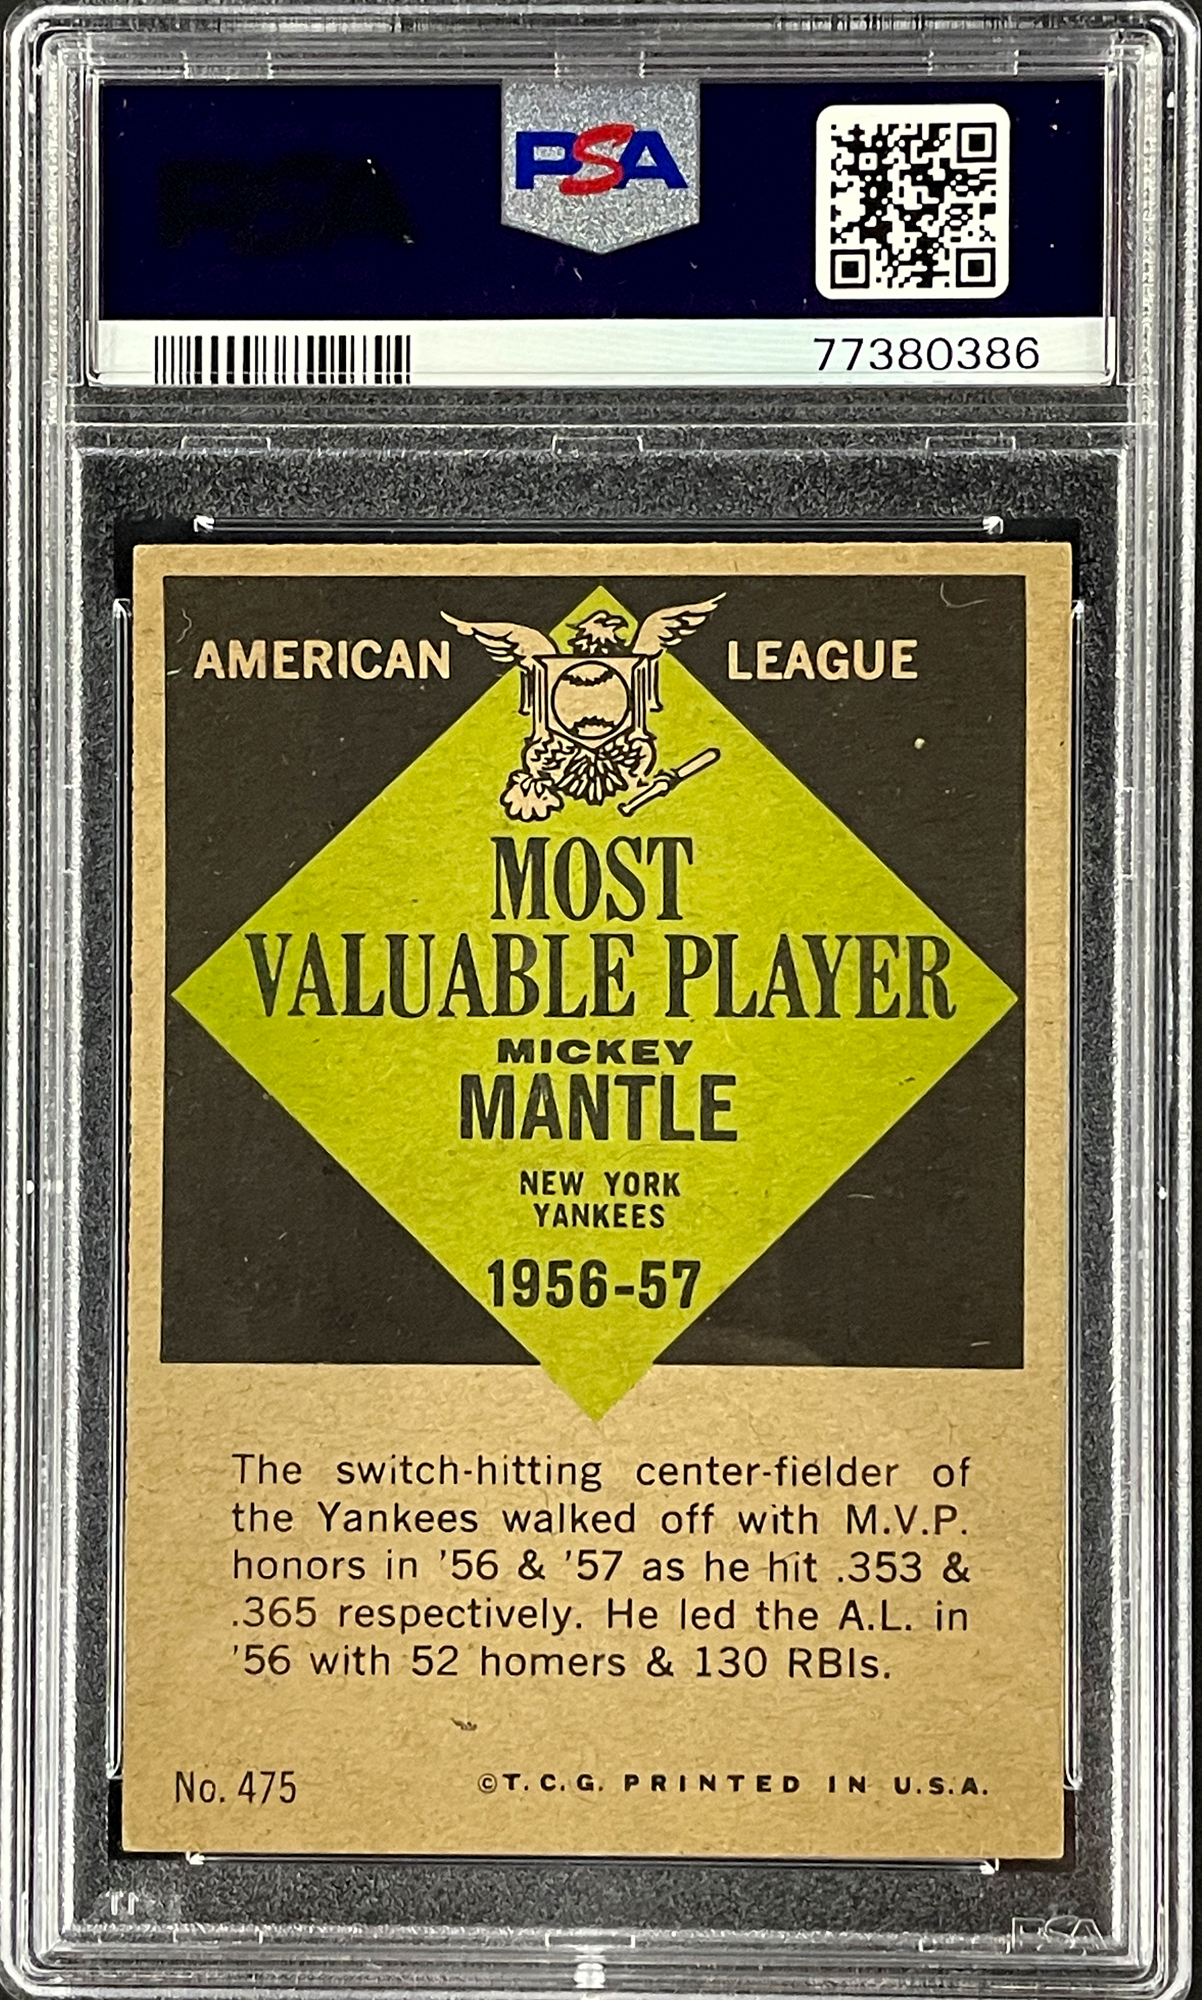 PSA
PSA
77380386
AMERICAN LEAGUE
MOST
VALUABLE PLAYER
MICKEY
MANTLE
NEW YORK
YANKEES
1956-57
The switch-hitting center-fielder of
the Yankees walked off with M.V.P.
honors in '56 & '57 as he hit .353 &
.365 respectively. He led the A.L. in
'56 with 52 homers & 130 RBIs.
No. 475 ©T.C.G. PRINTED IN U.S.A.
PSA